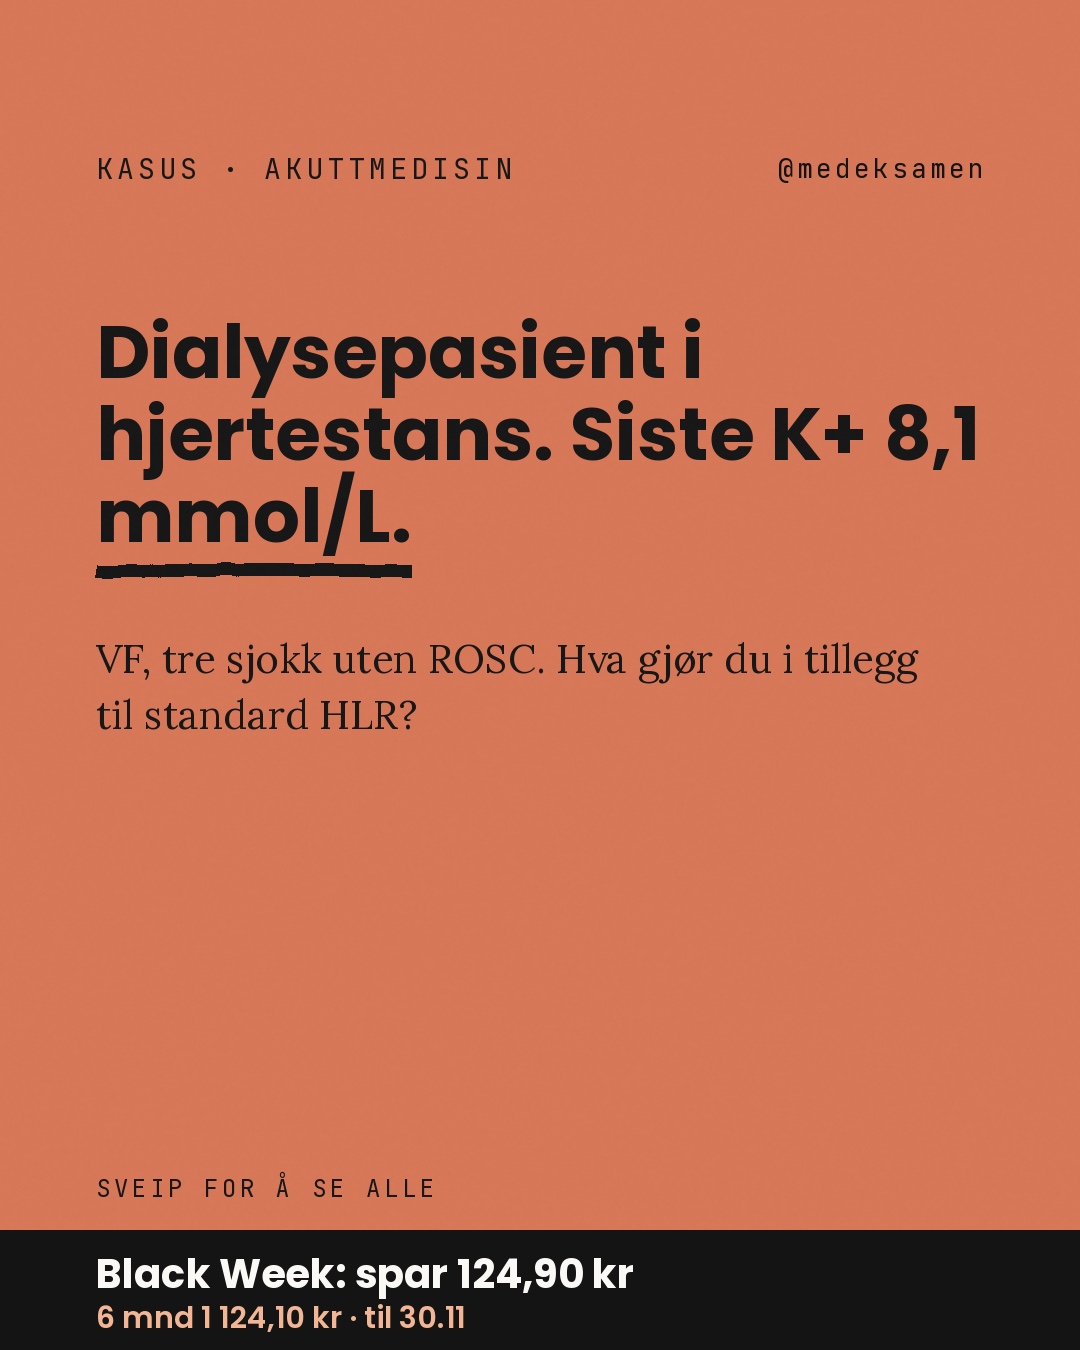 KASUS · AKUTTMEDISIN
@medeksamen
Dialysepasient i
hjertestans. Siste K+ 8,1
mmol/L.
VF, tre sjokk uten ROSC. Hva gjør du i tillegg
til standard HLR?
SVEIP FOR Å SE ALLE
Black Week: spar 124,90 kr
6 mnd 1 124,10 kr · til 30.11